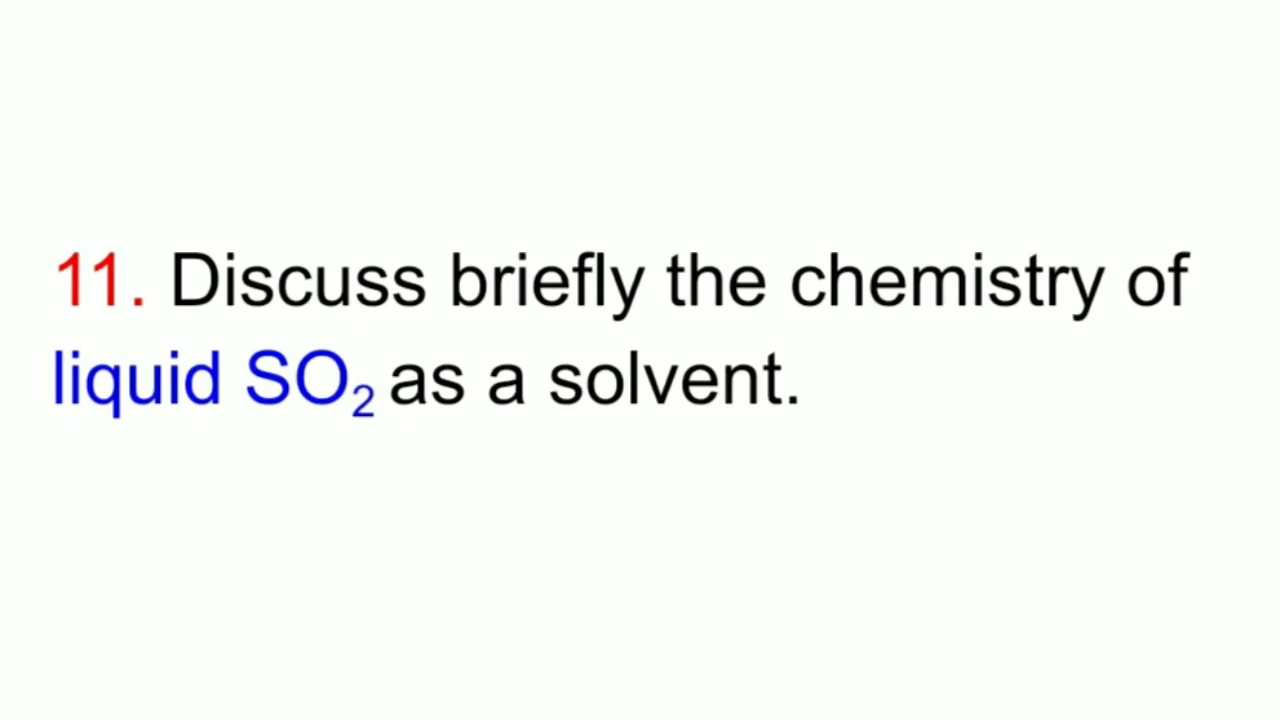 11. Discuss briefly the chemistry of
liquid SO₂ as a solvent.